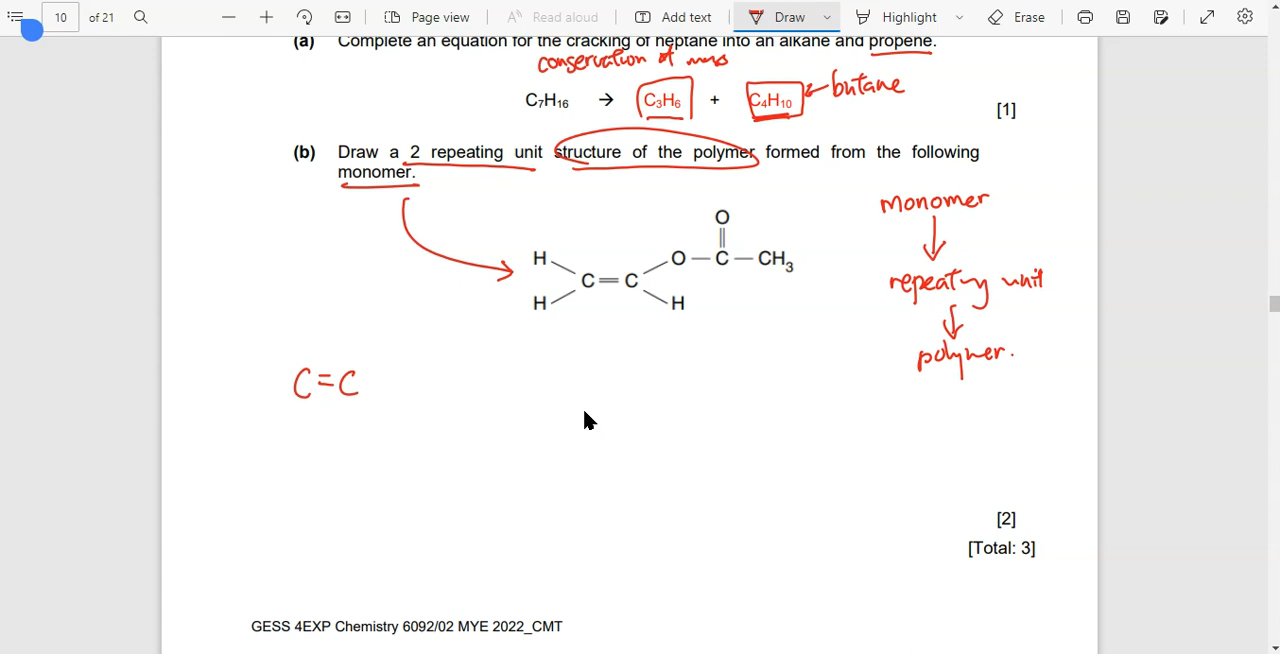 10 of 21 Page view Read aloud Add text Draw Highlight Erase
(a) Complete an equation for the cracking of heptane into an alkane and propene.
conservation of mass
C₇H₁₆ → C₃H₆ + C₄H₁₀ butane
[1]
(b) Draw a 2 repeating unit structure of the polymer formed from the following
monomer.
monomer
O
H O C CH₃
C = C
H H
repeating unit
polymer.
C=C
[2]
[Total: 3]
GESS 4EXP Chemistry 6092/02 MYE 2022_CMT